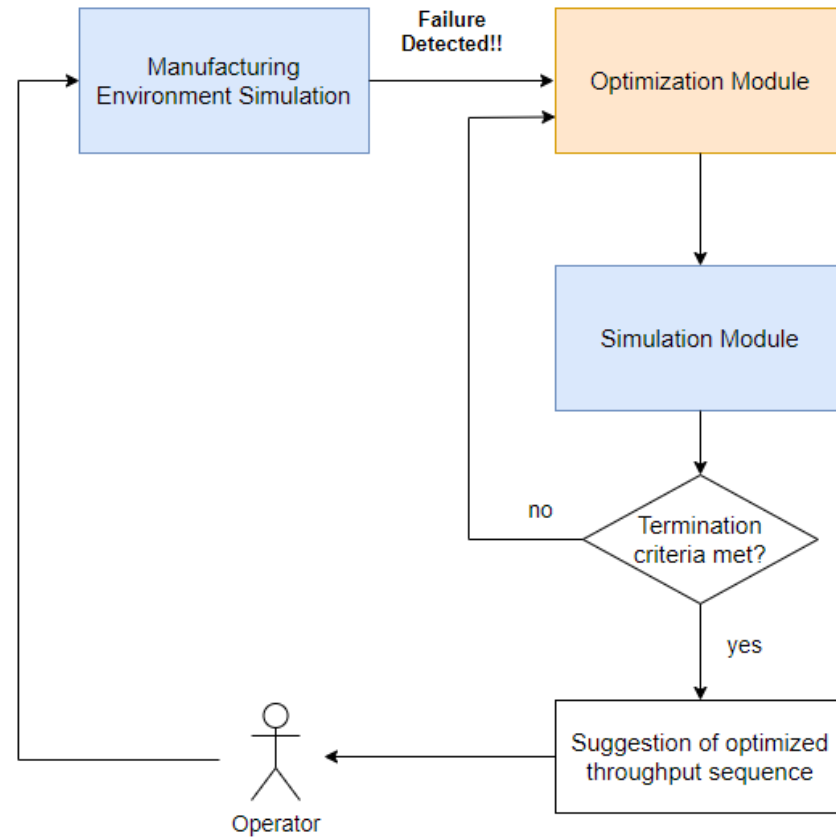 Failure
Detected!!
Manufacturing
Environment Simulation
Optimization Module
Simulation Module
no
Termination
criteria met?
yes
Suggestion of optimized
throughput sequence
Operator